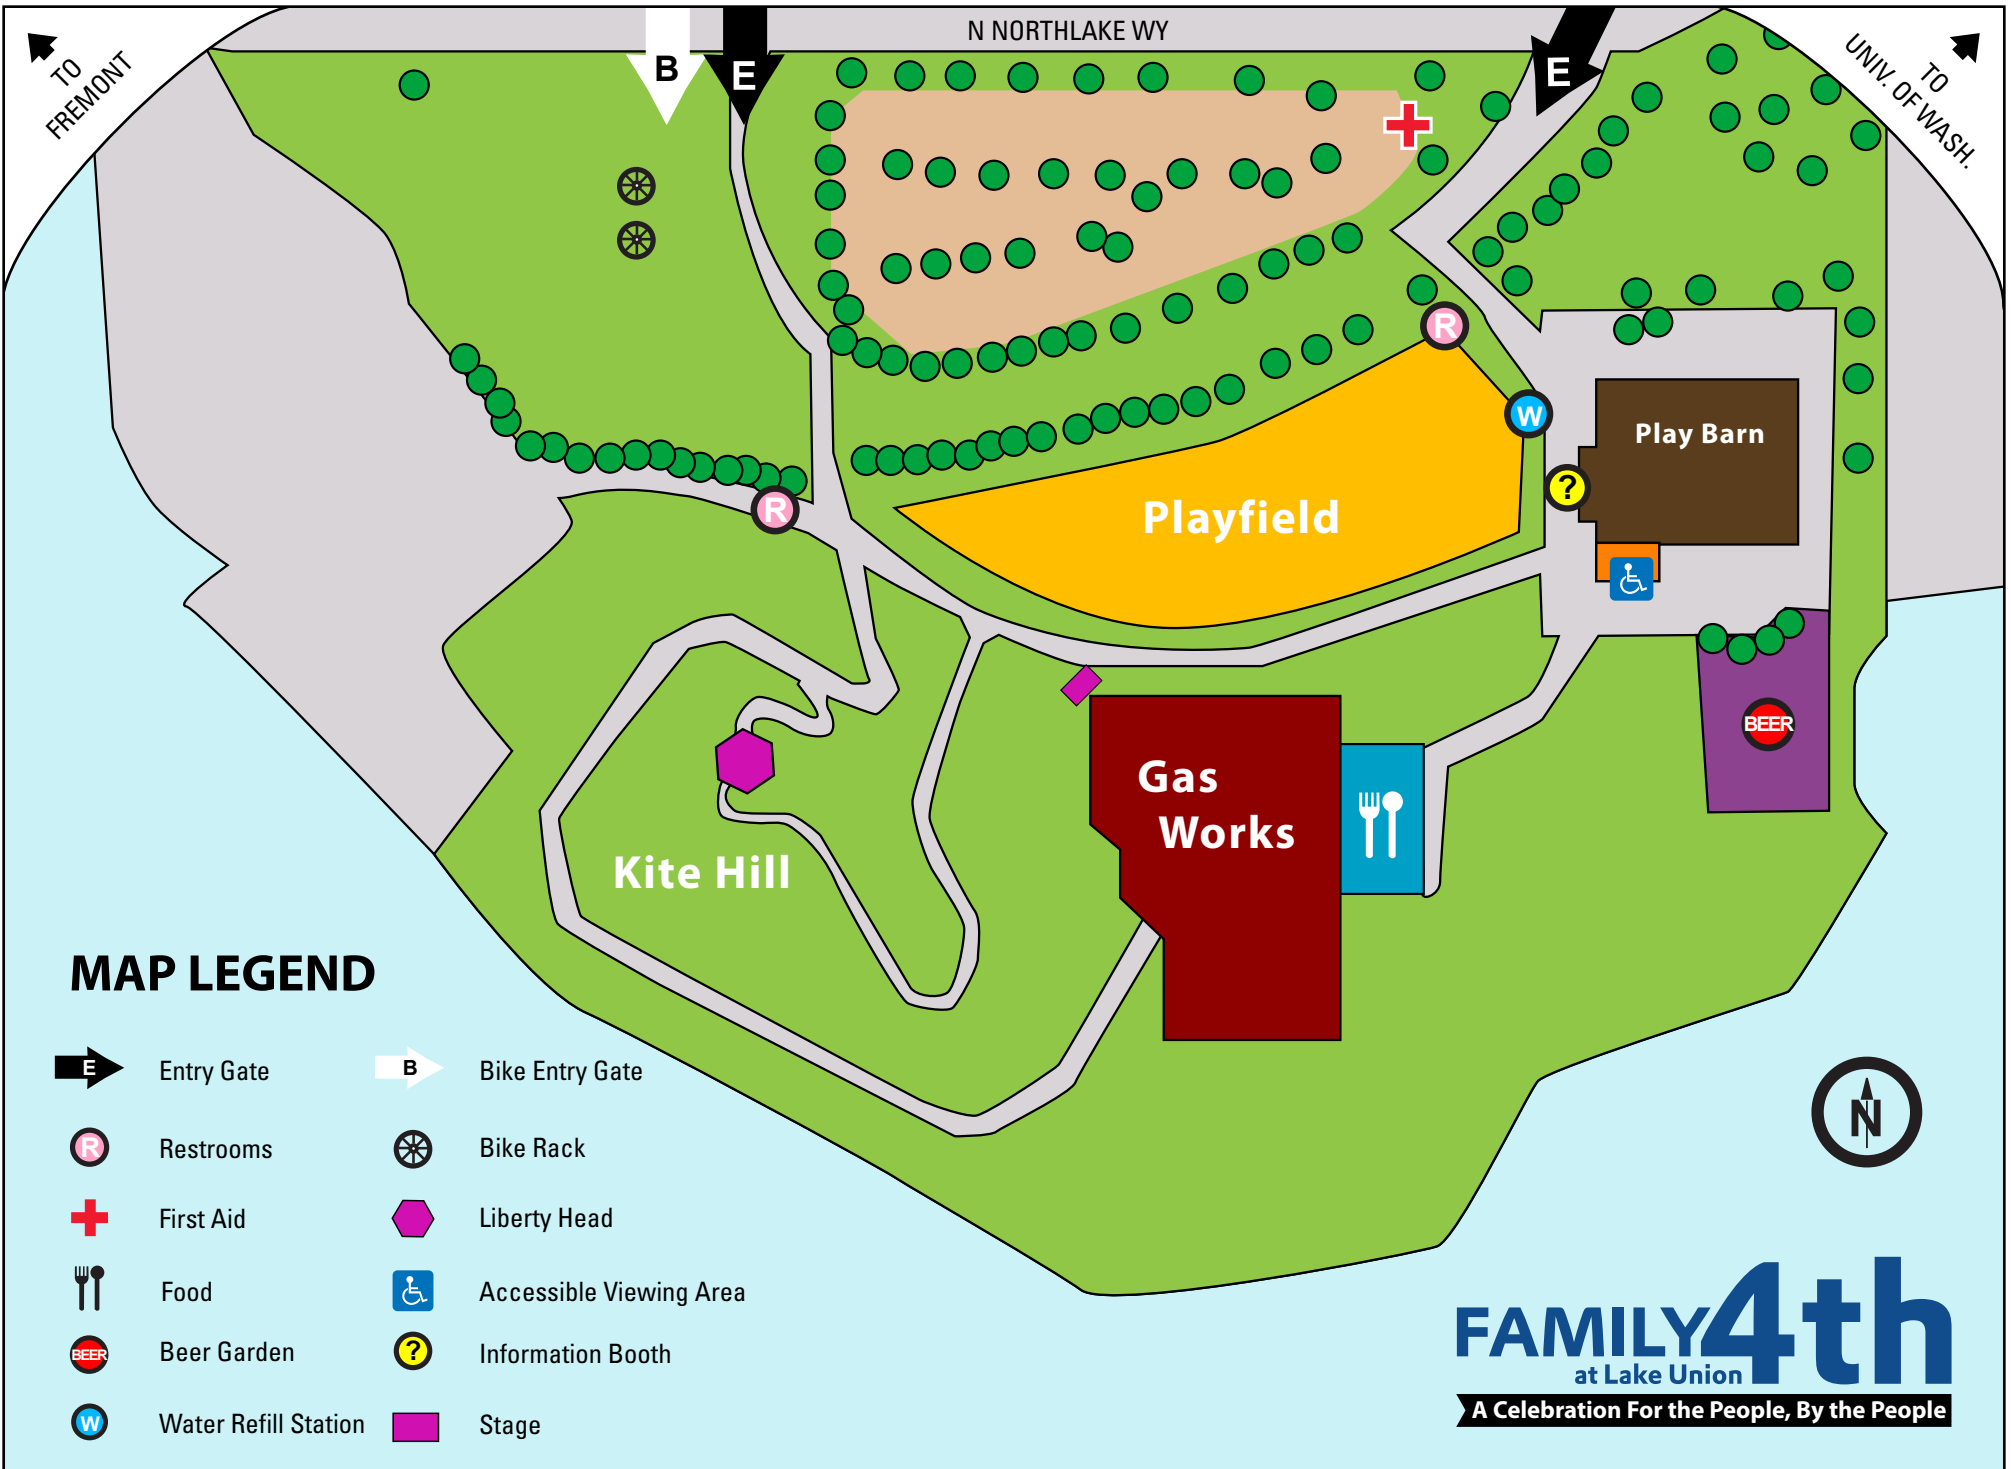 N NORTHLAKE WY
TO
FREMONT
TO
UNIV. OF WASH.
B
E
E
R
W
Play Barn
?
Playfield
R
BEER
Gas
Works
Kite Hill
MAP LEGEND
E Entry Gate
B Bike Entry Gate
R Restrooms
Bike Rack
First Aid
Liberty Head
Food
Accessible Viewing Area
BEER Beer Garden
? Information Booth
W Water Refill Station
Stage
N
FAMILY 4th
at Lake Union
A Celebration For the People, By the People